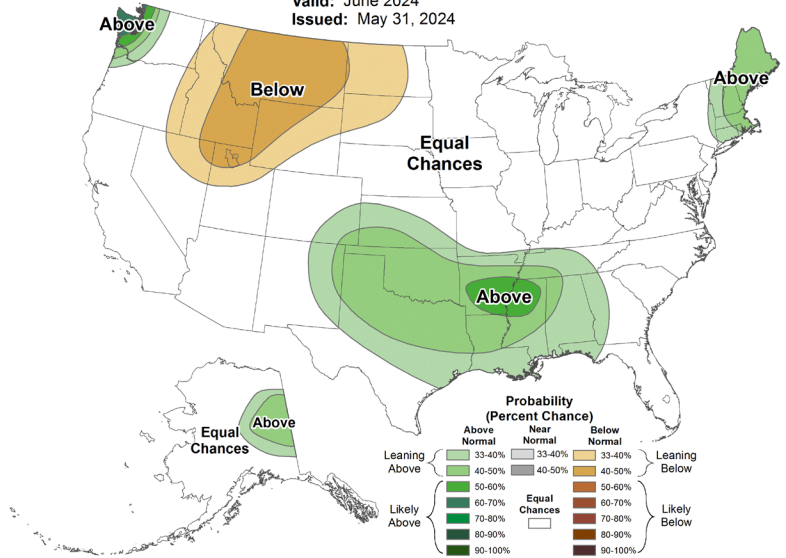 Valid: June 2024
Issued: May 31, 2024
Above
Below
Above
Equal
Chances
Above
Above
Equal
Chances
Probability
(Percent Chance)
Above
Normal
Near
Normal
Below
Normal
Leaning
Above
33-40%
33-40%
33-40%
Leaning
Below
40-50%
40-50%
40-50%
Likely
Above
50-60%
50-60%
Likely
Below
60-70%
60-70%
Equal
Chances
70-80%
70-80%
80-90%
80-90%
90-100%
90-100%